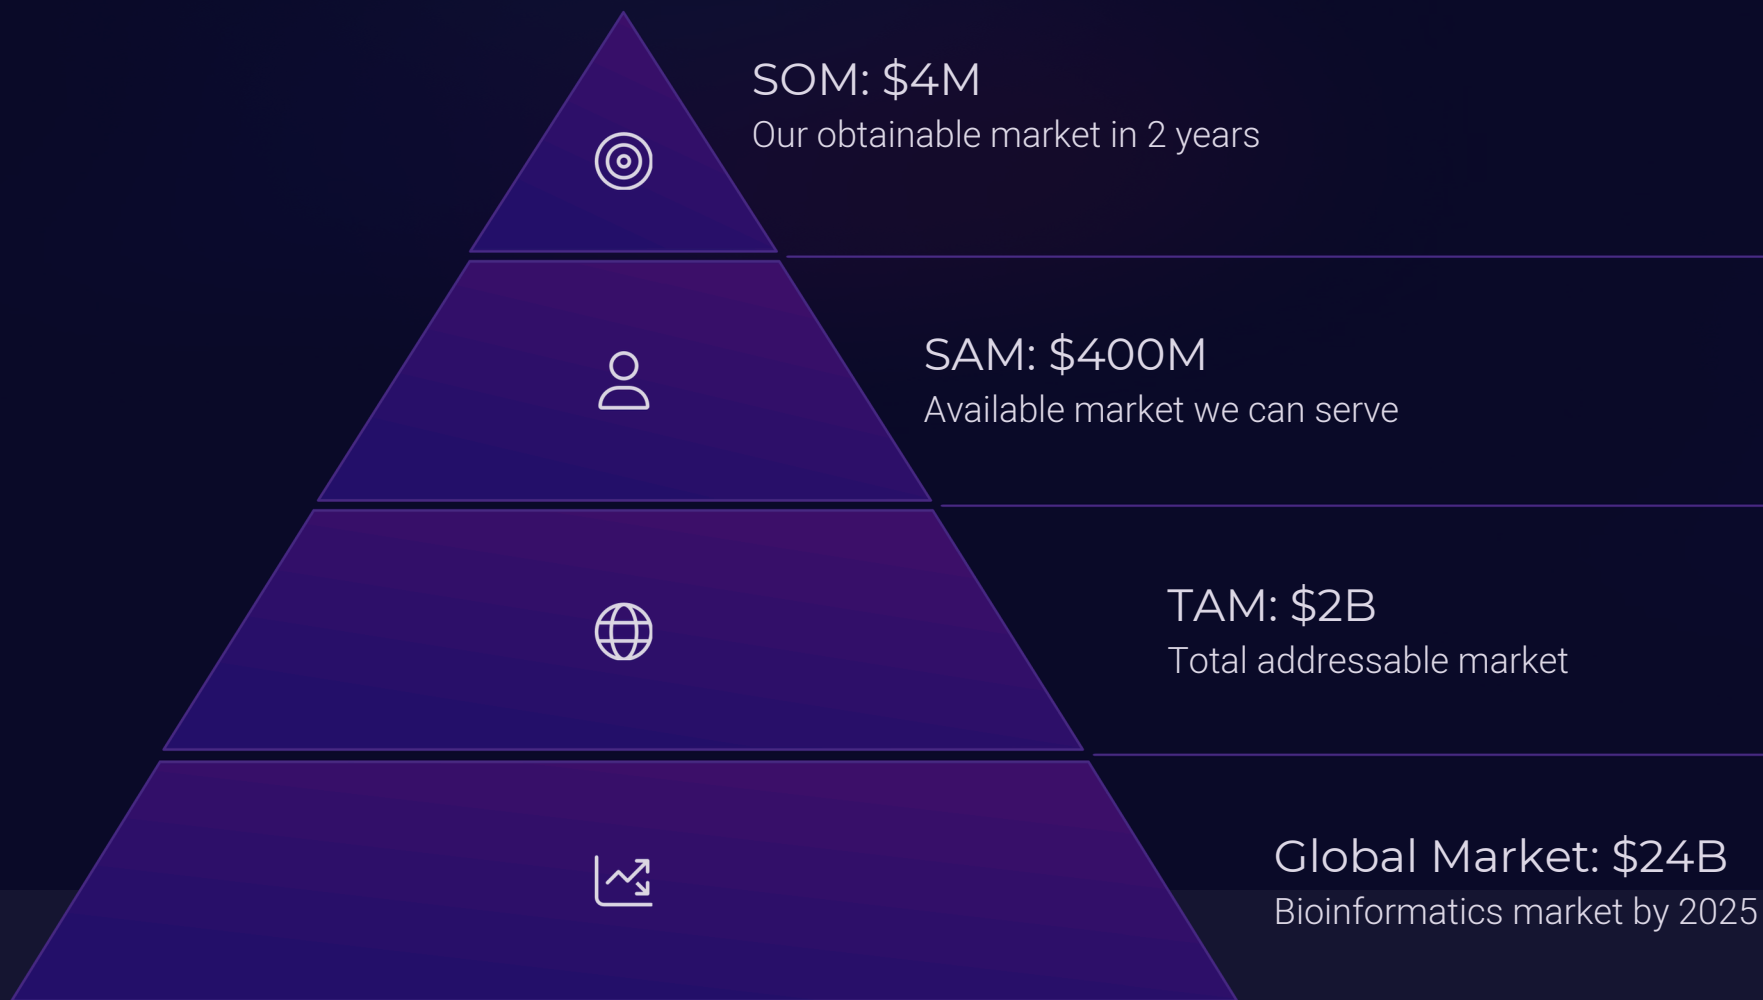 SOM: $4M
Our obtainable market in 2 years
SAM: $400M
Available market we can serve
TAM: $2B
Total addressable market
Global Market: $24B
Bioinformatics market by 2025